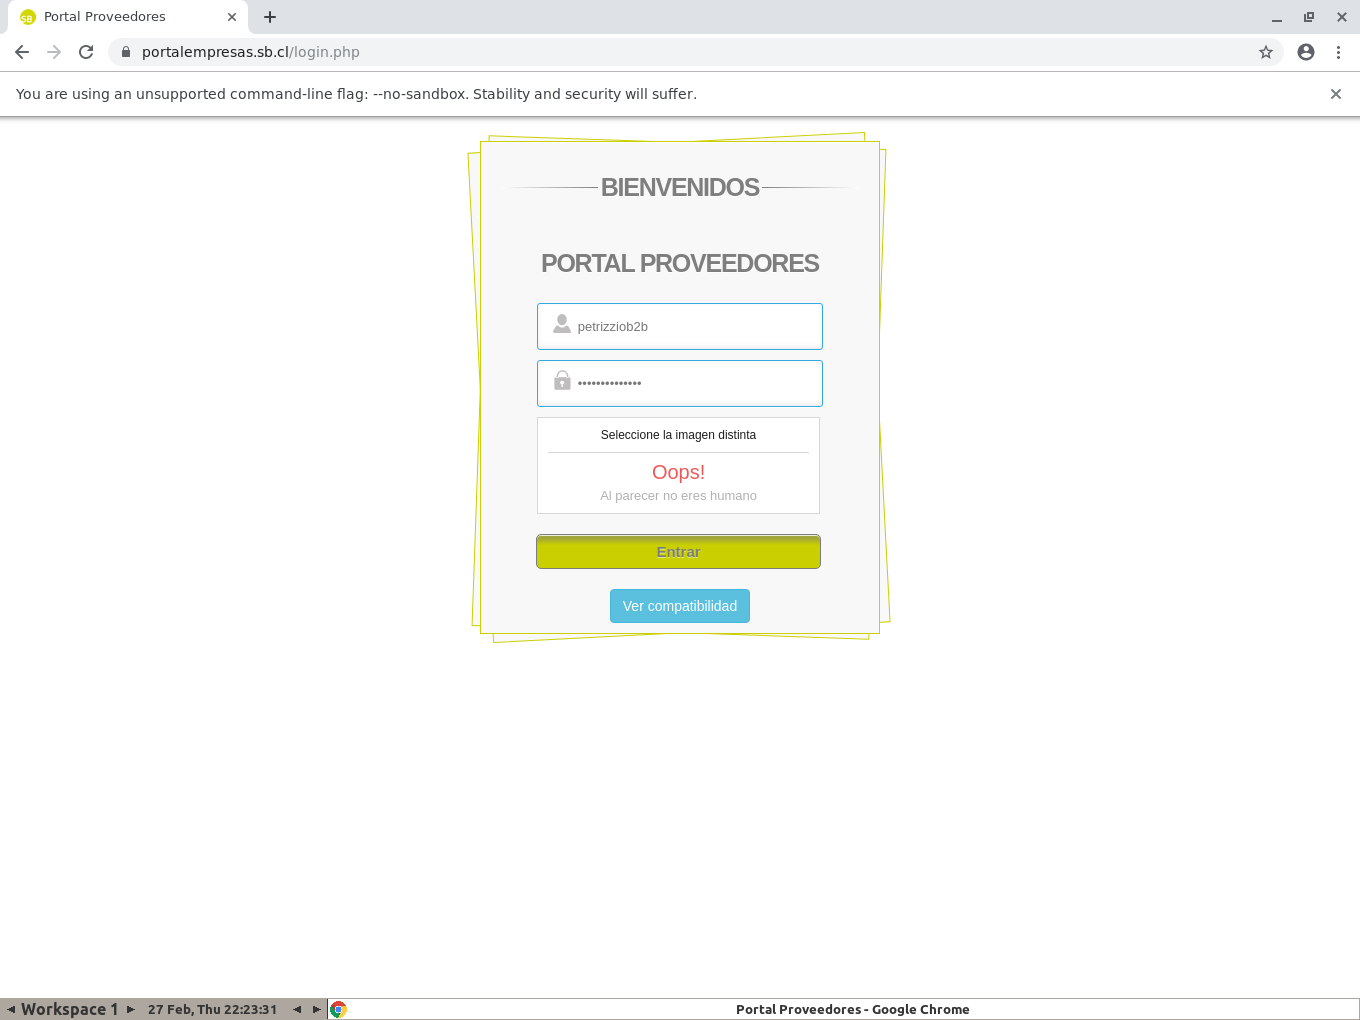 SB Portal Proveedores
portalempresas.sb.cl/login.php
You are using an unsupported command-line flag: --no-sandbox. Stability and security will suffer.
BIENVENIDOS
PORTAL PROVEEDORES
petrizziob2b
••••••••••••••
Seleccione la imagen distinta
Oops!
Al parecer no eres humano
Entrar
Ver compatibilidad
Workspace 1 27 Feb, Thu 22:23:31 Portal Proveedores - Google Chrome